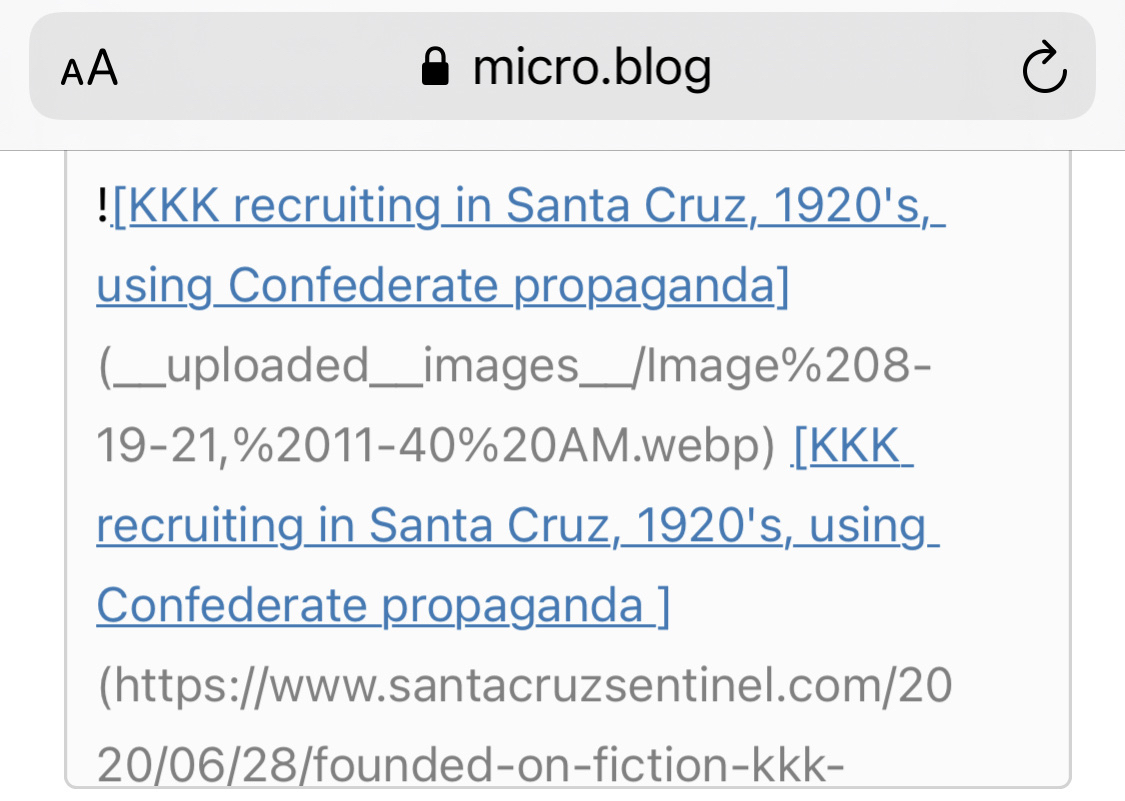 AA micro.blog
![KKK recruiting in Santa Cruz, 1920's,
using Confederate propaganda]
(__uploaded__images__/Image%208-
19-21,%2011-40%20AM.webp) [KKK
recruiting in Santa Cruz, 1920's, using
Confederate propaganda ]
(https://www.santacruzsentinel.com/20
20/06/28/founded-on-fiction-kkk-